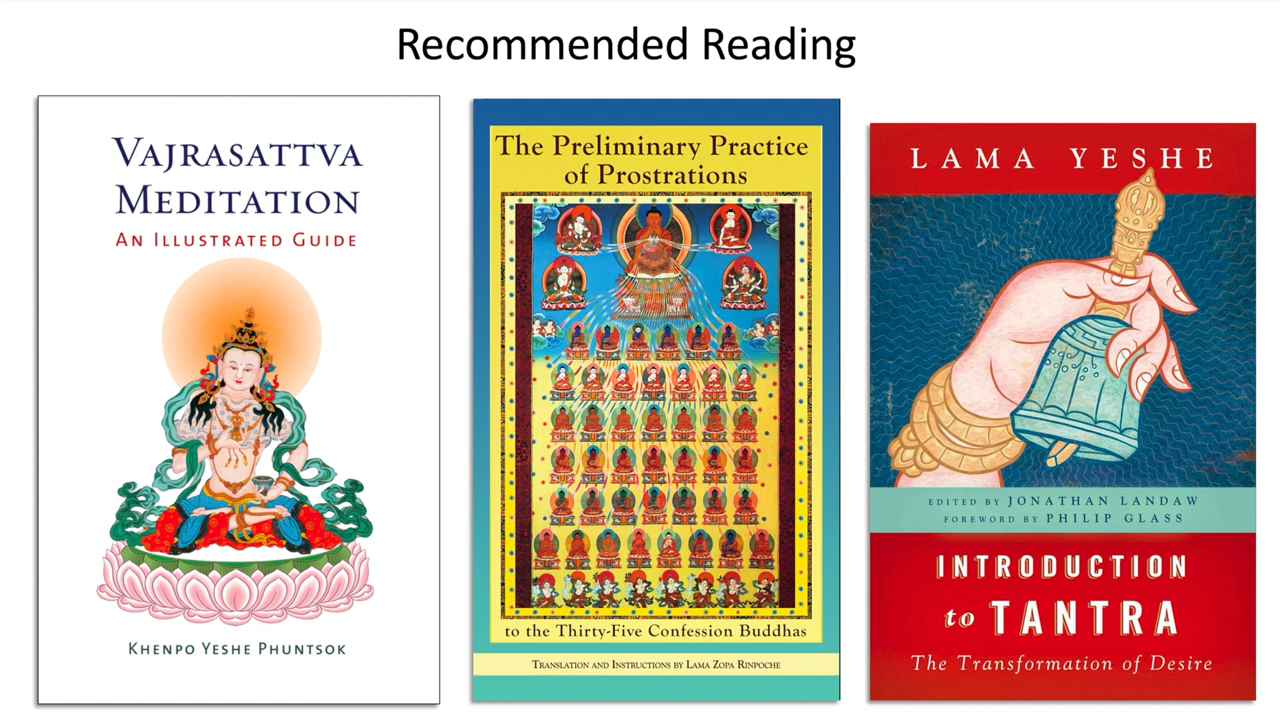 Recommended Reading
VAJRASATTVA
MEDITATION
AN ILLUSTRATED GUIDE
KHENPO YESHE PHUNTSOK
The Preliminary Practice
of Prostrations
to the Thirty-Five Confession Buddhas
TRANSLATION AND INSTRUCTIONS BY LAMA ZOPA RINPOCHE
LAMA YESHE
EDITED BY JONATHAN LANDAW
FOREWORD BY PHILIP GLASS
INTRODUCTION
to TANTRA
The Transformation of Desire